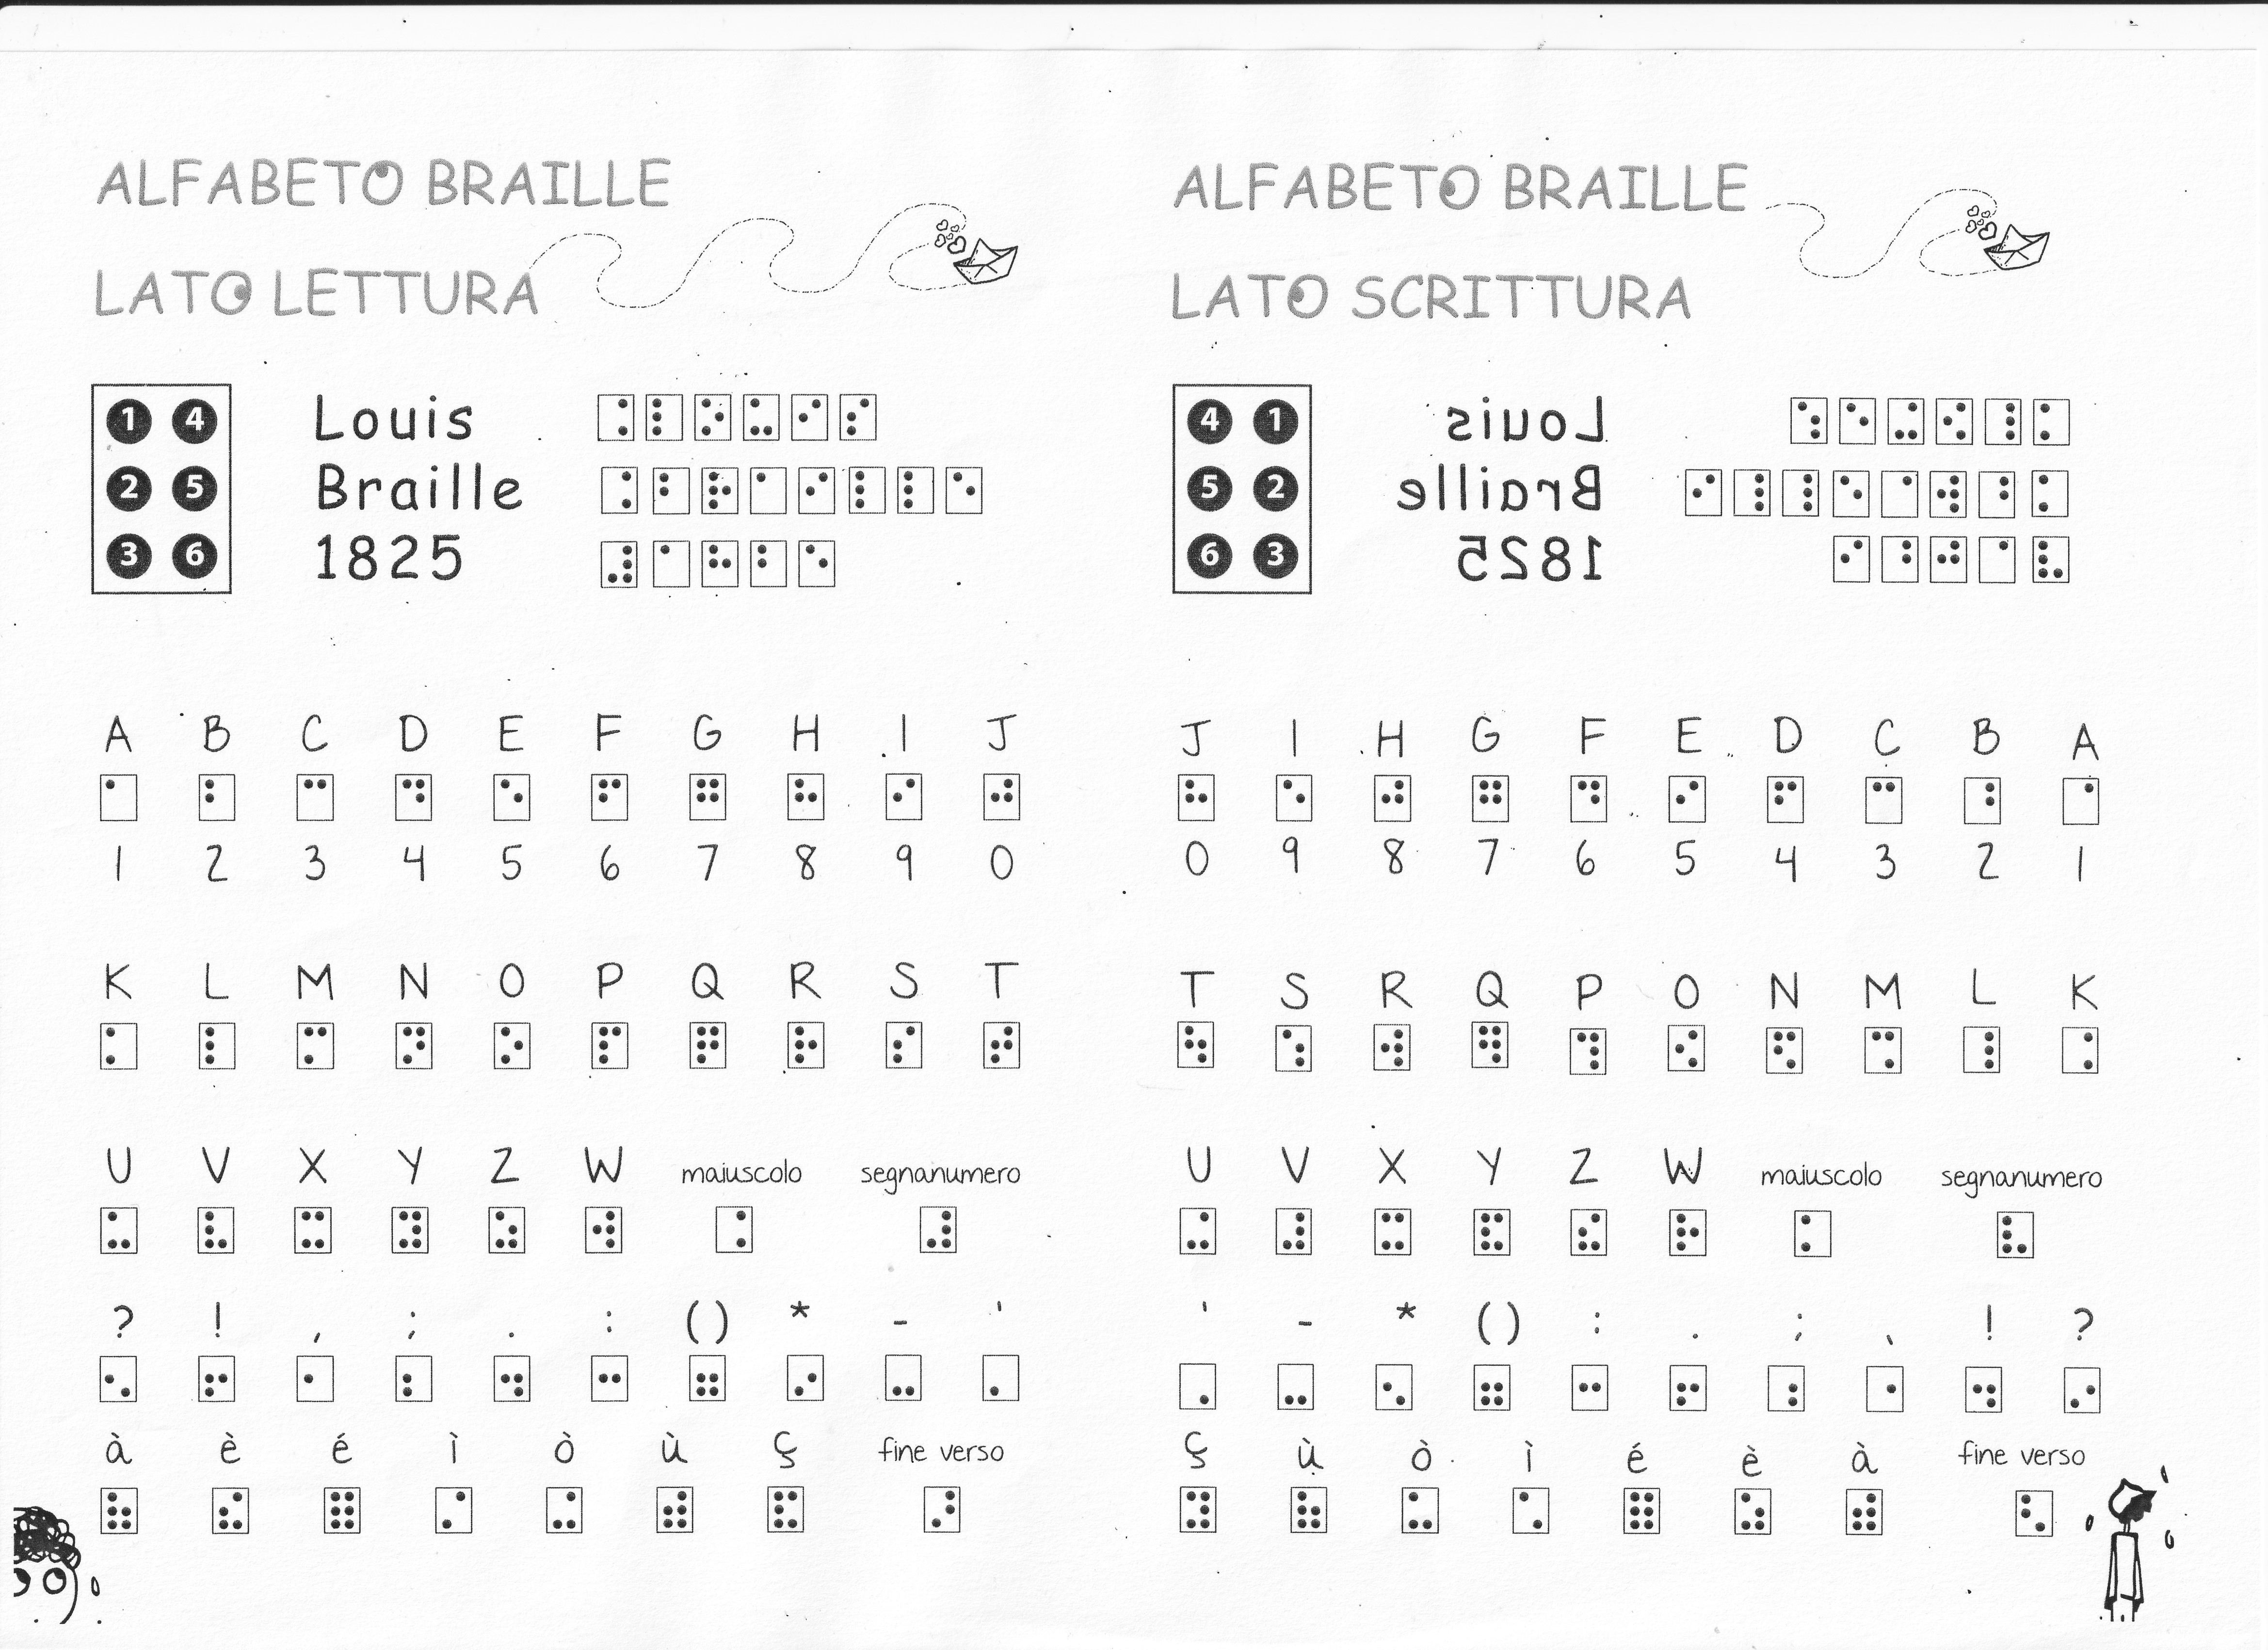 ALFABETO BRAILLE
LATO LETTURA
1 4
2 5
3 6
Louis ⠨⠇⠕⠥⠊⠎
Braille ⠨⠃⠗⠁⠊⠇⠇⠑
1825 ⠼⠁⠓⠃⠑
A B C D E F G H I J
⠁ ⠃ ⠉ ⠙ ⠑ ⠋ ⠛ ⠓ ⠊ ⠚
1 2 3 4 5 6 7 8 9 0
K L M N O P Q R S T
⠅ ⠇ ⠍ ⠝ ⠕ ⠏ ⠟ ⠗ ⠎ ⠞
U V X Y Z W maiuscolo segnanumero
⠥ ⠧ ⠭ ⠽ ⠵ ⠺ ⠨ ⠼
? ! , ; . : () * - '
⠢ ⠖ ⠂ ⠆ ⠲ ⠒ ⠶ ⠔ ⠤ ⠄
à è é ì ò ù ç fine verso
⠷ ⠮ ⠿ ⠌ ⠬ ⠾ ⠯ ⠜
ALFABETO BRAILLE
LATO SCRITTURA
4 1
5 2
6 3
Louis
Braille
1825
J I H G F E D C B A
0 9 8 7 6 5 4 3 2 1
T S R Q P O N M L K
U V X Y Z W maiuscolo segnanumero
' - * () : . ; , ! ?
ç ù ò ì é è à fine verso